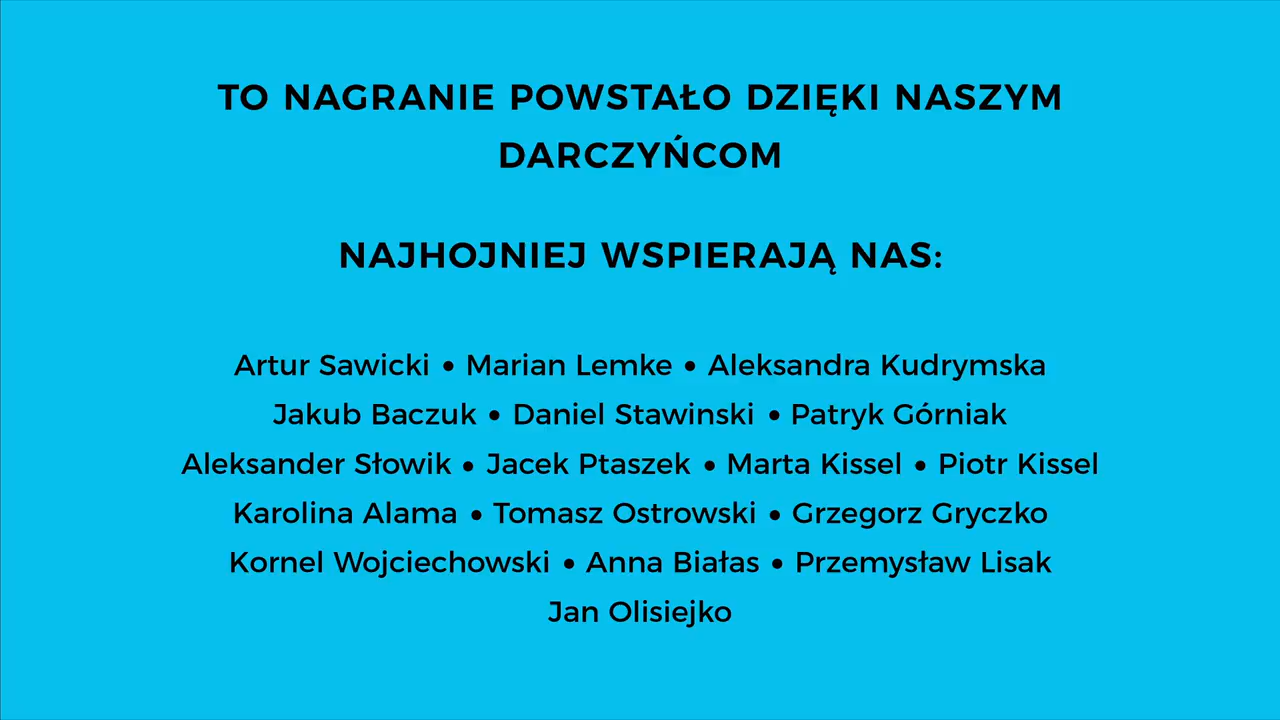 TO NAGRANIE POWSTAŁO DZIĘKI NASZYM
DARCZYŃCOM
NAJHOJNIEJ WSPIERAJĄ NAS:
Artur Sawicki • Marian Lemke • Aleksandra Kudrymska
Jakub Baczuk • Daniel Stawinski • Patryk Górniak
Aleksander Słowik • Jacek Ptaszek • Marta Kissel • Piotr Kissel
Karolina Alama • Tomasz Ostrowski • Grzegorz Gryczko
Kornel Wojciechowski • Anna Białas • Przemysław Lisak
Jan Olisiejko